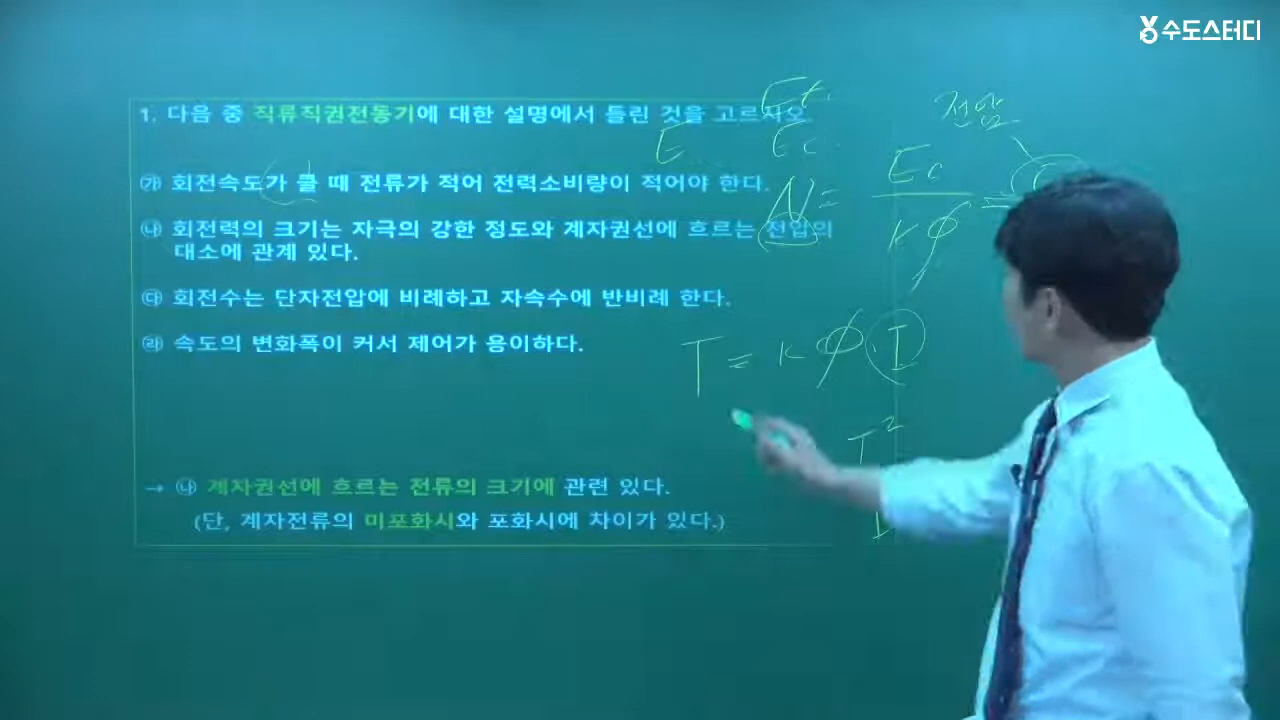 수도스터디
1. 다음 중 직류직권전동기에 대한 설명에서 틀린 것을 고르시오.
㉮ 회전속도가 클 때 전류가 적어 전력소비량이 적어야 한다.
㉯ 회전력의 크기는 자극의 강한 정도와 계자권선에 흐르는 전압의
대소에 관계 있다.
㉰ 회전수는 단자전압에 비례하고 자속수에 반비례 한다.
㉱ 속도의 변화폭이 커서 제어가 용이하다.
→ ㉯ 계자권선에 흐르는 전류의 크기에 관련 있다.
(단, 계자전류의 미포화시와 포화시에 차이가 있다.)
Et.
전압
E
Ec.
N = Ec / kφ =
T = kφ.I
I²
I